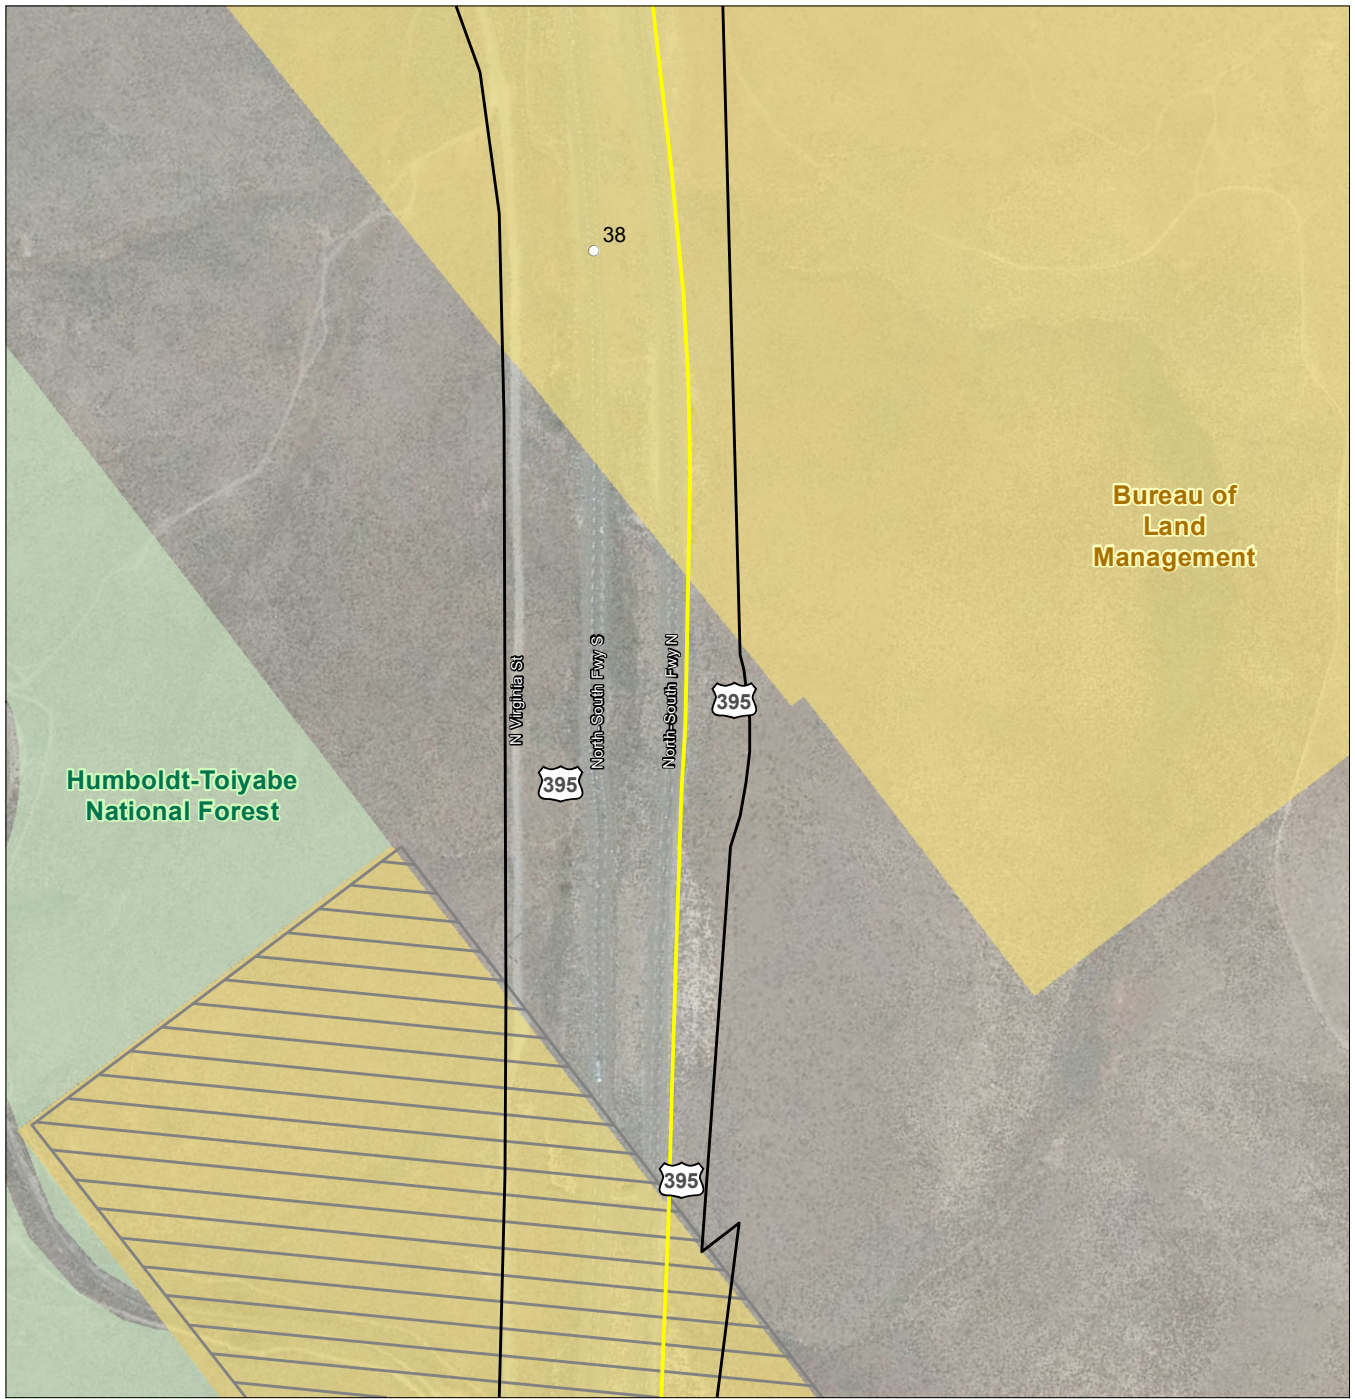 38
Bureau of
Land
Management
N Virginia St
North-South Fwy S
North-South Fwy N
395
395
Humboldt-Toiyabe
National Forest
395